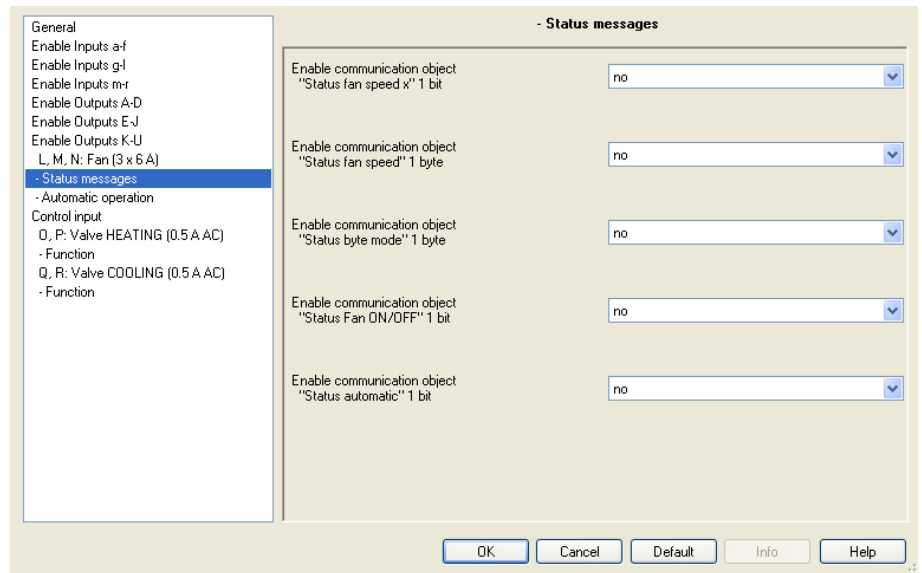 General
Enable Inputs a-f
Enable Inputs g-l
Enable Inputs m-r
Enable Outputs A-D
Enable Outputs E-J
Enable Outputs K-U
L, M, N: Fan (3 x 6 A)
- Status messages
- Automatic operation
Control input
O, P: Valve HEATING (0.5 A AC)
- Function
Q, R: Valve COOLING (0.5 A AC)
- Function
- Status messages
Enable communication object
"Status fan speed x" 1 bit
no
Enable communication object
"Status fan speed" 1 byte
no
Enable communication object
"Status byte mode" 1 byte
no
Enable communication object
"Status Fan ON/OFF" 1 bit
no
Enable communication object
"Status automatic" 1 bit
no
OK
Cancel
Default
Info
Help